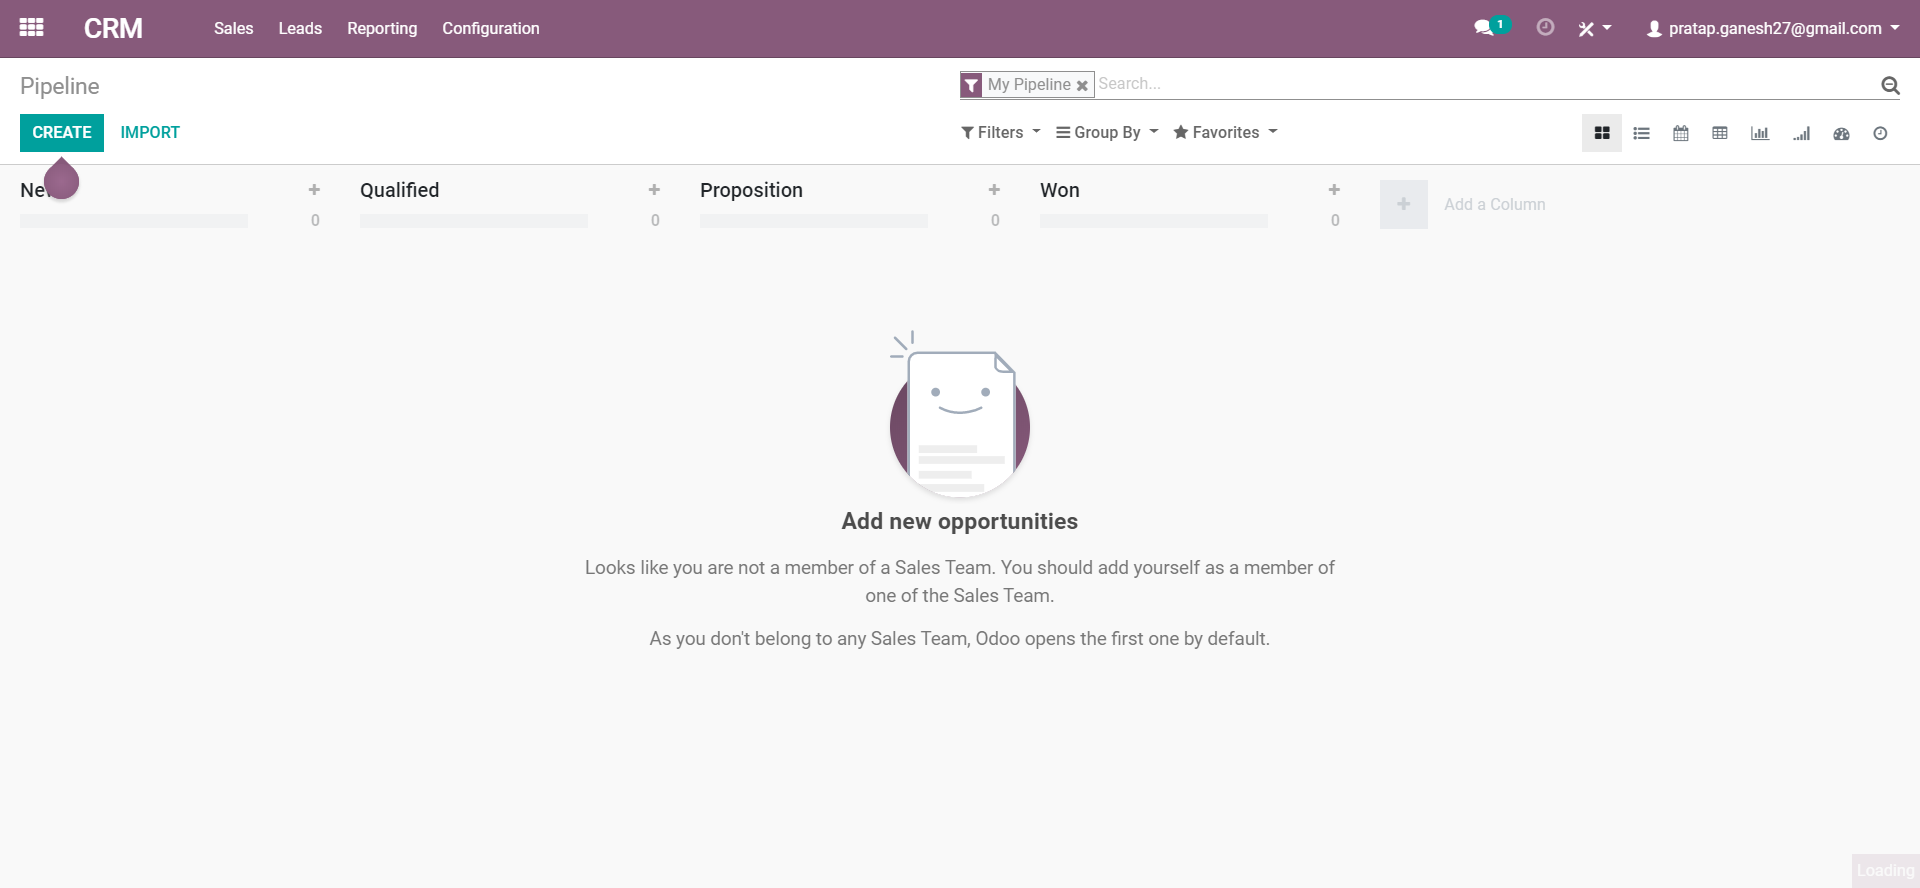 CRM Sales Leads Reporting Configuration 1 pratap.ganesh27@gmail.com
Pipeline My Pipeline Search...
CREATE IMPORT Filters Group By Favorites
Qualified Proposition Won Add a Column
0 0 0 0
Add new opportunities
Looks like you are not a member of a Sales Team. You should add yourself as a member of
one of the Sales Team.
As you don't belong to any Sales Team, Odoo opens the first one by default.
Loading